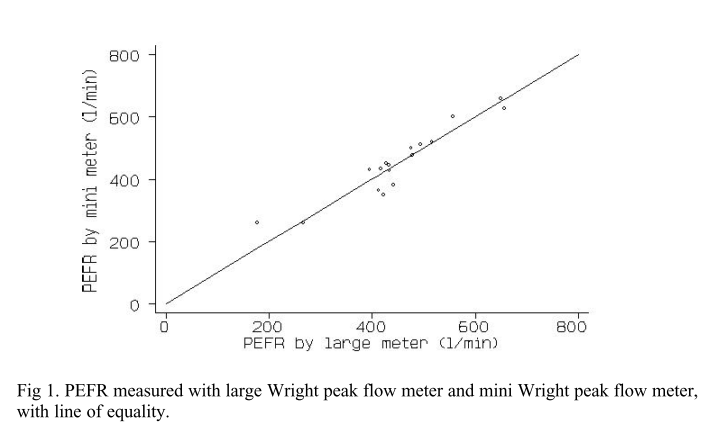 800
600
400
200
0
PEFR by mini meter (l/min)
0 200 400 600 800
PEFR by large meter (l/min)
Fig 1. PEFR measured with large Wright peak flow meter and mini Wright peak flow meter,
with line of equality.